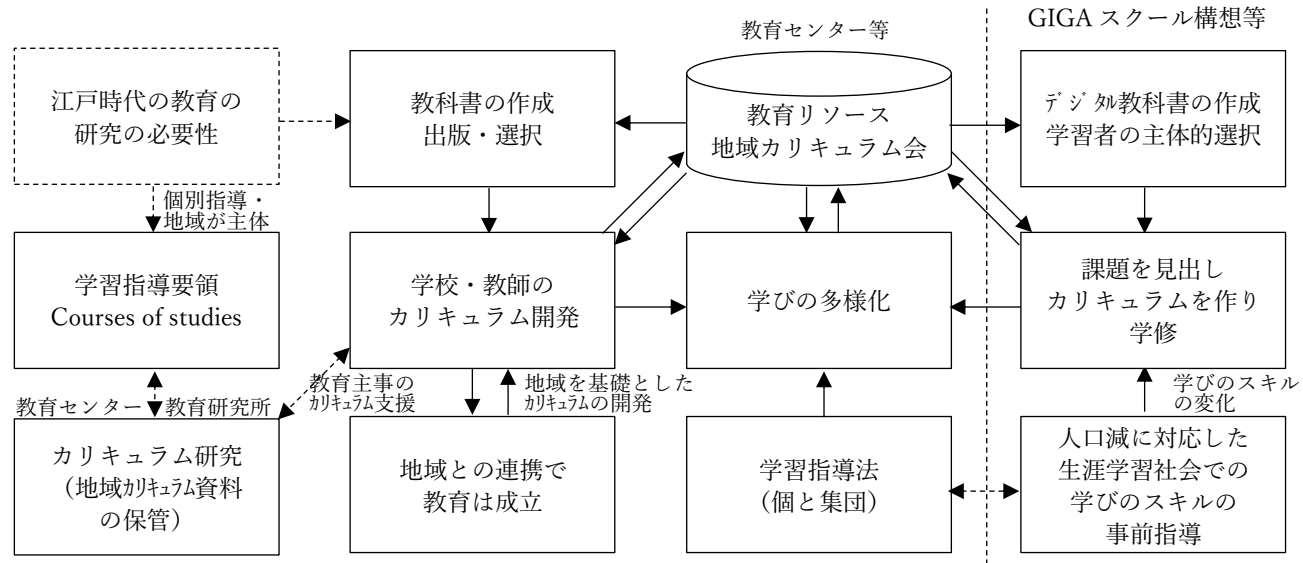 GIGA スクール構想等
教育センター等
江戸時代の教育の
研究の必要性
教科書の作成
出版・選択
教育リソース
地域カリキュラム会
デジタル教科書の作成
学習者の主体的選択
個別指導・
地域が主体
学習指導要領
Courses of studies
学校・教師の
カリキュラム開発
学びの多様化
課題を見出し
カリキュラムを作り
学修
教育センター
教育研究所
教育主事の
カリキュラム支援
地域を基礎とした
カリキュラムの開発
学びのスキル
の変化
カリキュラム研究
（地域カリキュラム資料
の保管）
地域との連携で
教育は成立
学習指導法
（個と集団）
人口減に対応した
生涯学習社会での
学びのスキルの
事前指導